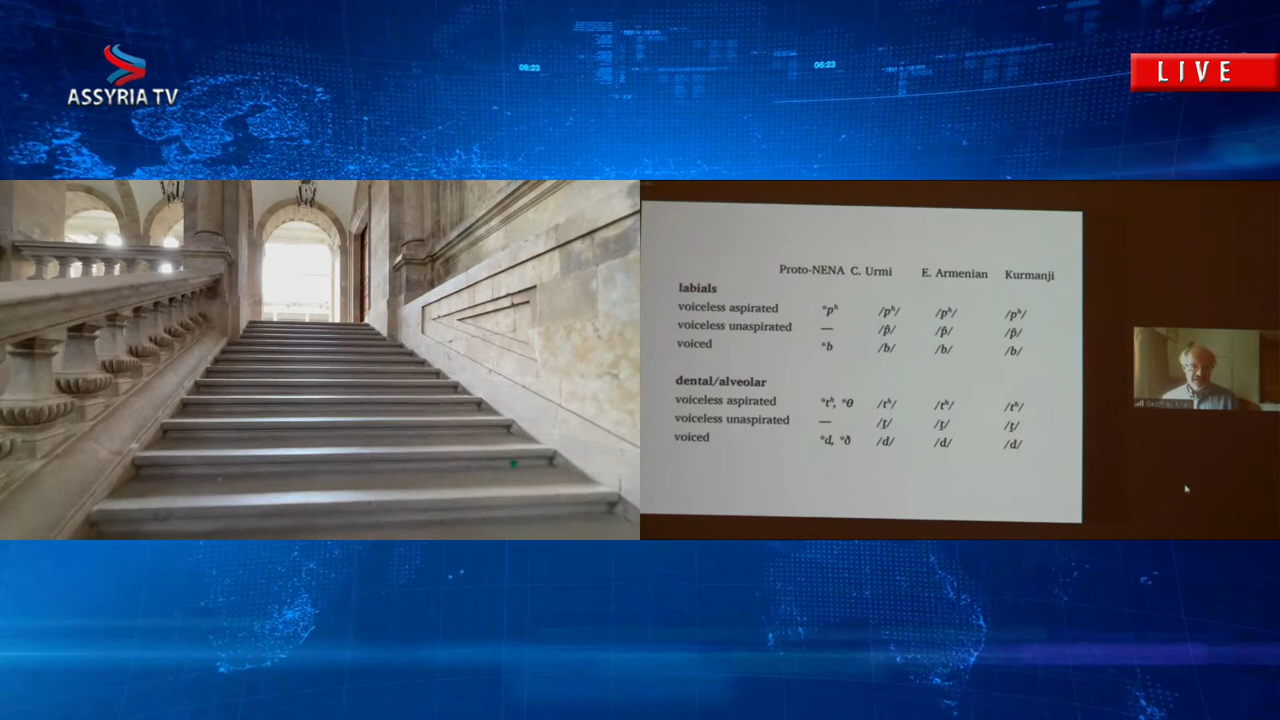 ASSYRIA TV
06:23
06:23
LIVE
Proto-NENA C. Urmi E. Armenian Kurmanji
labials
voiceless aspirated *pʰ /pʰ/ /pʰ/ /pʰ/
voiceless unaspirated — /p̂/ /p̂/ /p̂/
voiced *b /b/ /b/ /b/
dental/alveolar
voiceless aspirated *tʰ, *θ /tʰ/ /tʰ/ /tʰ/
voiceless unaspirated — /ṱ/ /ṱ/ /ṱ/
voiced *d, *ð /d/ /d/ /d/